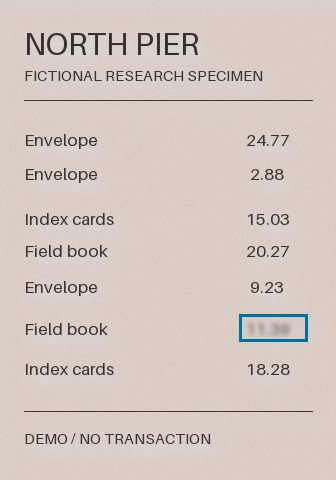 NORTH PIER
FICTIONAL RESEARCH SPECIMEN
Envelope 24.77
Envelope 2.88
Index cards 15.03
Field book 20.27
Envelope 9.23
Field book
Index cards 18.28
DEMO / NO TRANSACTION